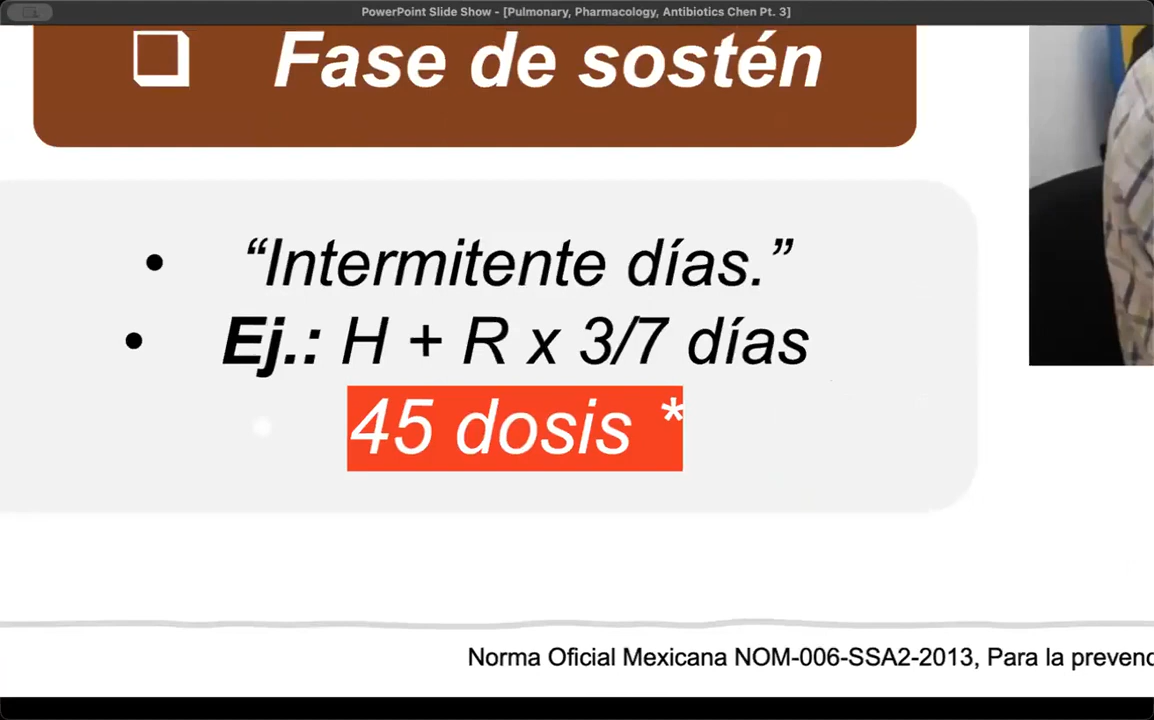 PowerPoint Slide Show - [Pulmonary, Pharmacology, Antibiotics Chen Pt. 3]
Fase de sostén
“Intermitente días.”
Ej.: H + R x 3/7 días
45 dosis *
Norma Oficial Mexicana NOM-006-SSA2-2013, Para la